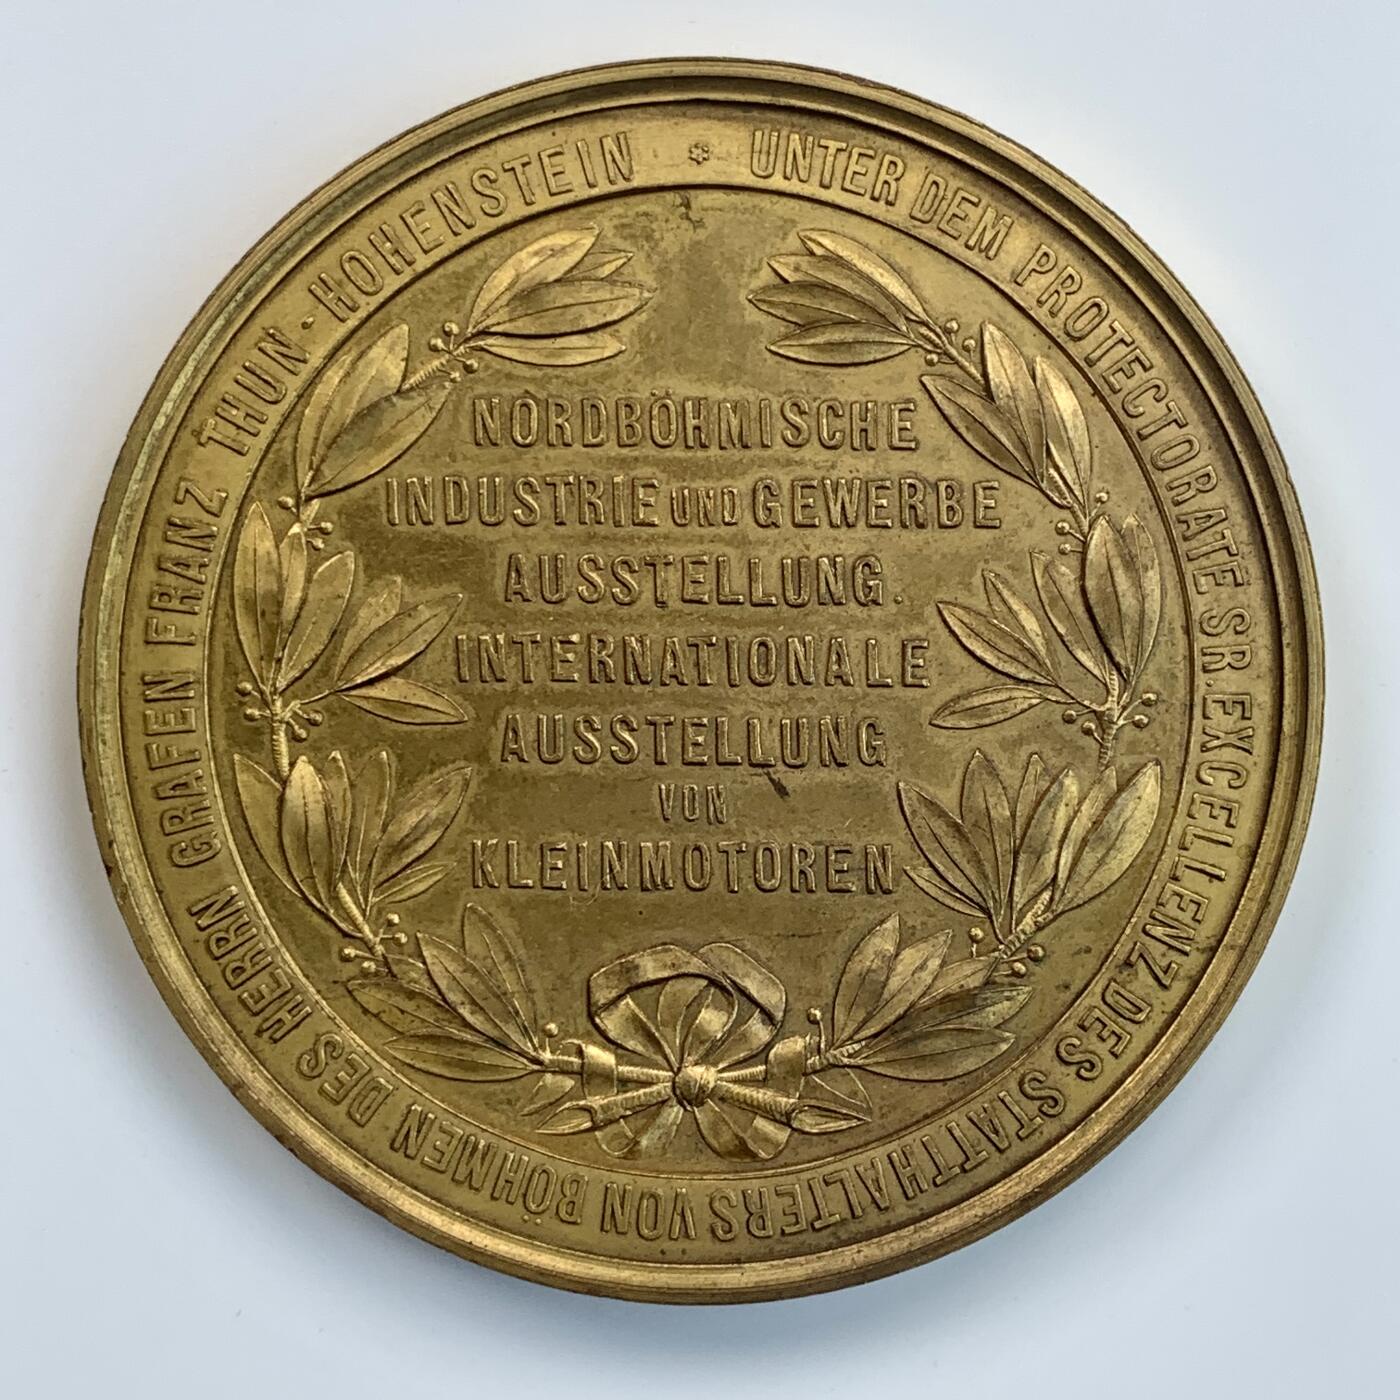 * UNTER DEM PROTECTORATE SR. EXCELLENZ DES STATTHALTERS VON BÖHMEN DES HERRN GRAFEN FRANZ THUN-HOHENSTEIN
NORDBÖHMISCHE
INDUSTRIE UND GEWERBE
AUSSTELLUNG.
INTERNATIONALE
AUSSTELLUNG
VON
KLEINMOTOREN